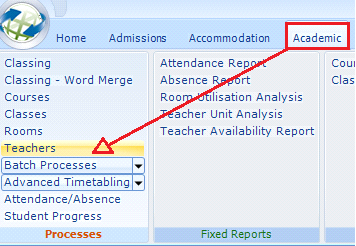 Home Admissions Accommodation Academic
Classing
Classing - Word Merge
Courses
Classes
Rooms
Teachers
Batch Processes
Advanced Timetabling
Attendance/Absence
Student Progress
Processes
Attendance Report
Absence Report
Room Utilisation Analysis
Teacher Unit Analysis
Teacher Availability Report
Fixed Reports
Cou
Clas